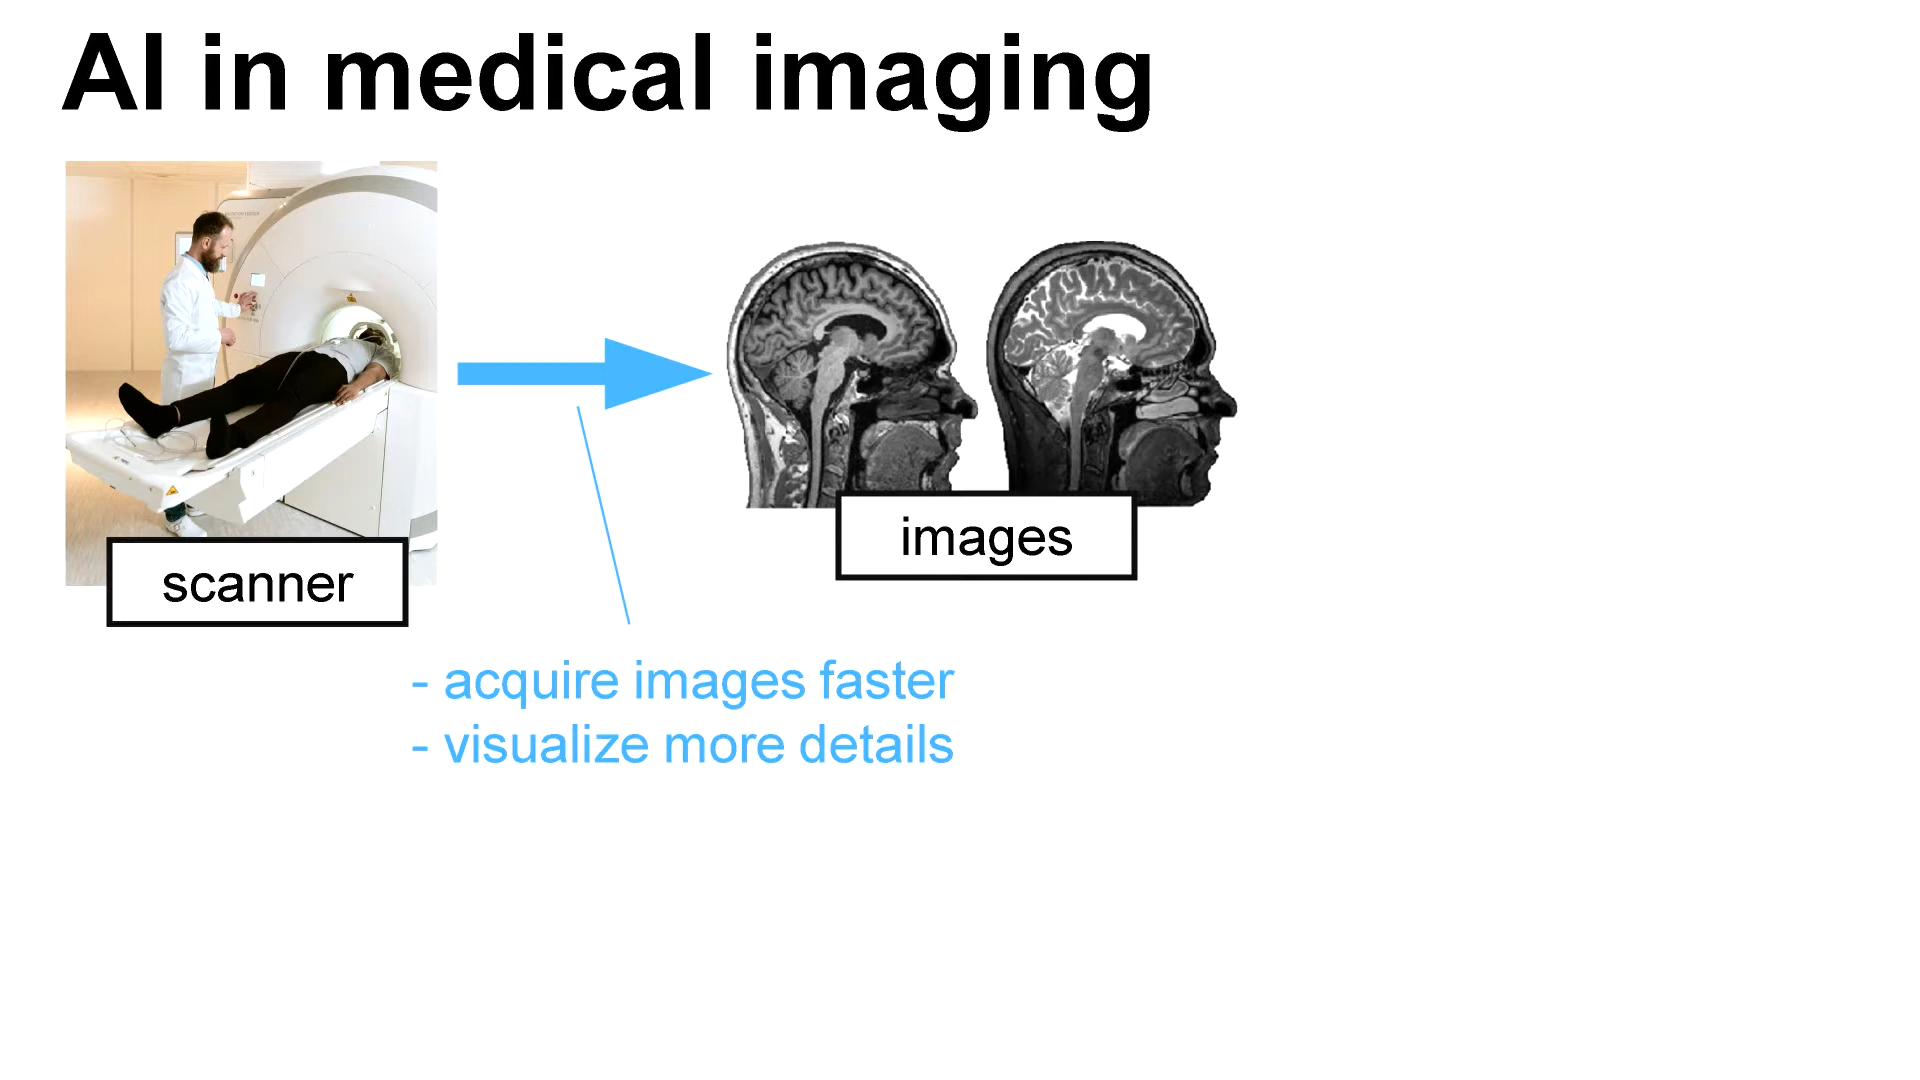 AI in medical imaging
scanner
images
- acquire images faster
- visualize more details